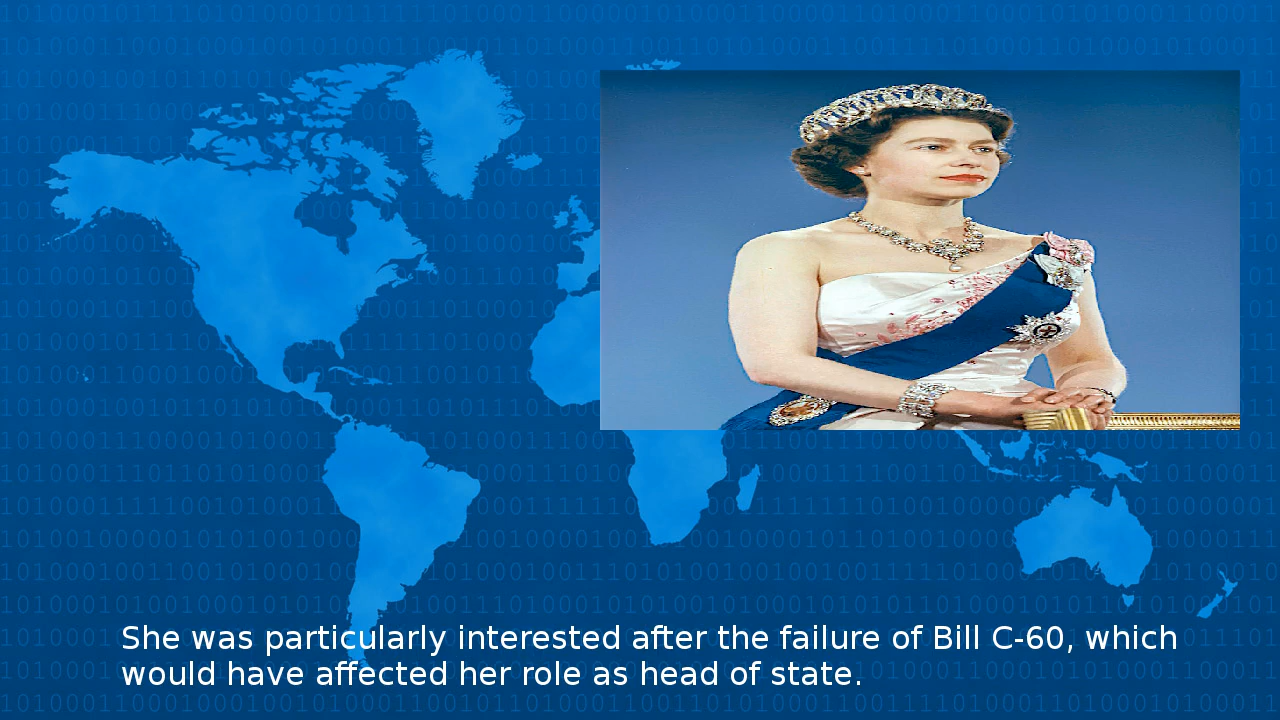 She was particularly interested after the failure of Bill C-60, which
would have affected her role as head of state.